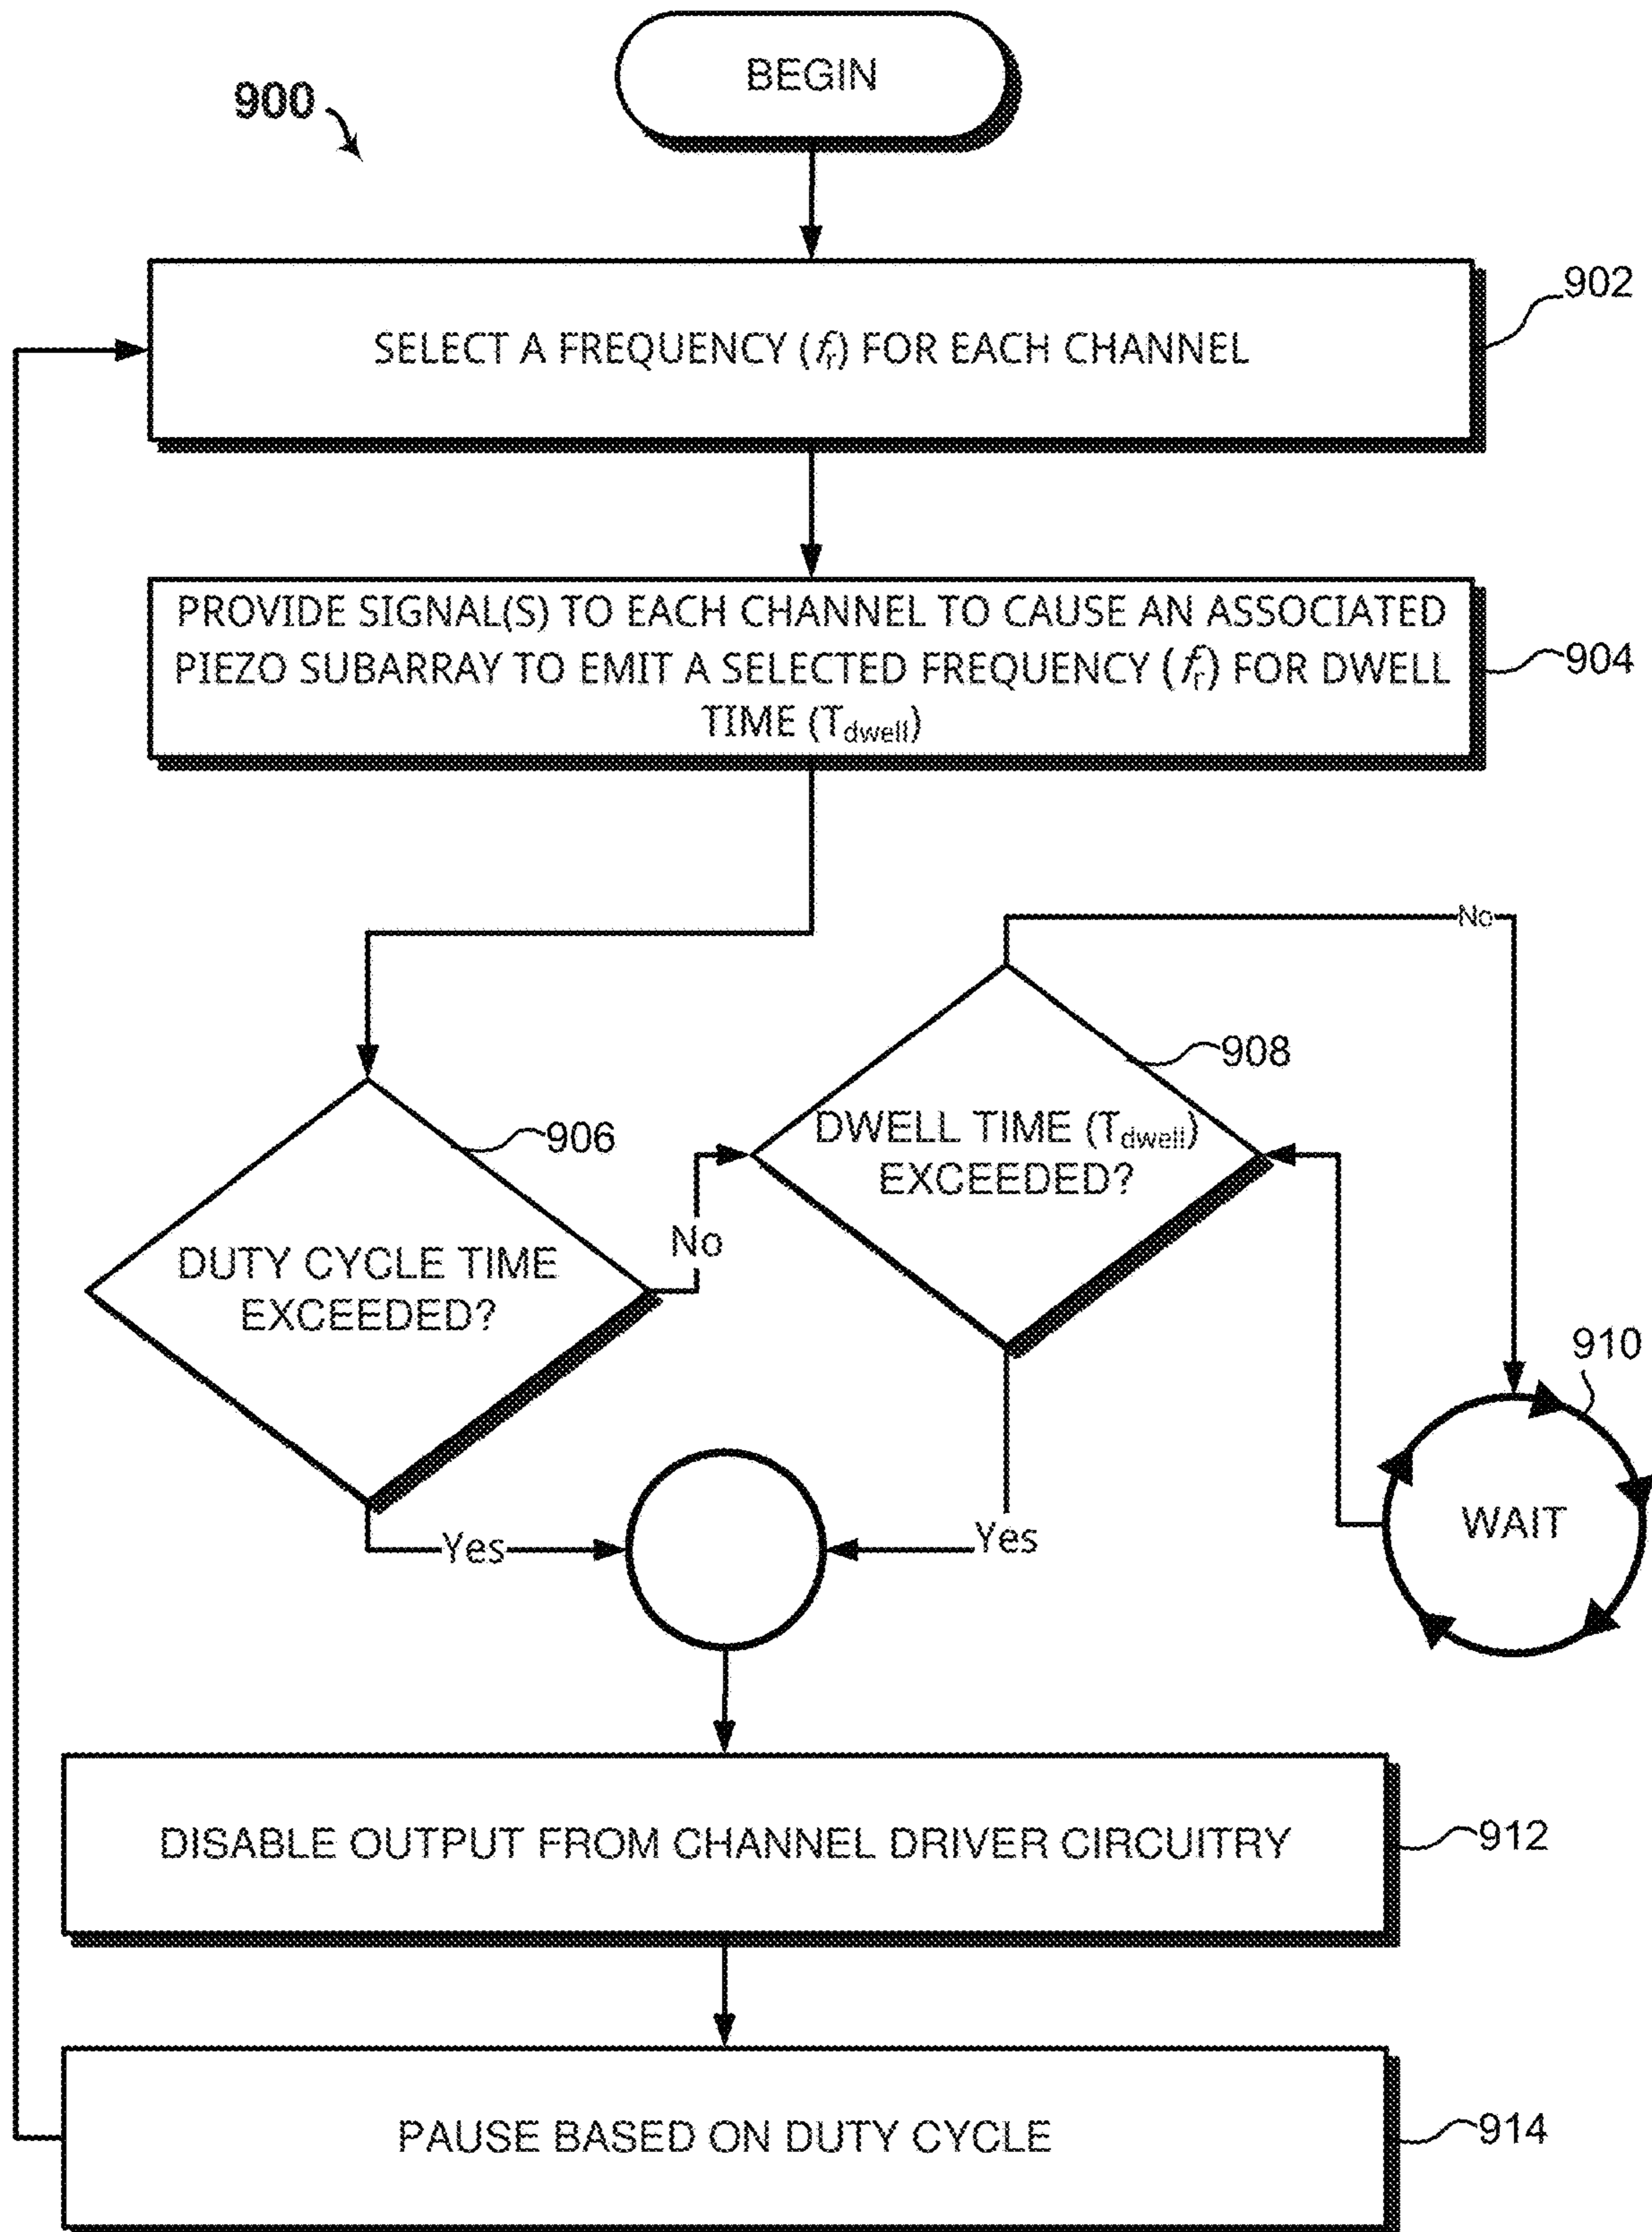 BEGIN
900
902
SELECT A FREQUENCY (fᵣ) FOR EACH CHANNEL
PROVIDE SIGNAL(S) TO EACH CHANNEL TO CAUSE AN ASSOCIATED
PIEZO SUBARRAY TO EMIT A SELECTED FREQUENCY (fᵣ) FOR DWELL
TIME (Tdwell)
904
No
908
DWELL TIME (Tdwell)
EXCEEDED?
906
No
DUTY CYCLE TIME
EXCEEDED?
910
WAIT
Yes
Yes
DISABLE OUTPUT FROM CHANNEL DRIVER CIRCUITRY
912
PAUSE BASED ON DUTY CYCLE
914